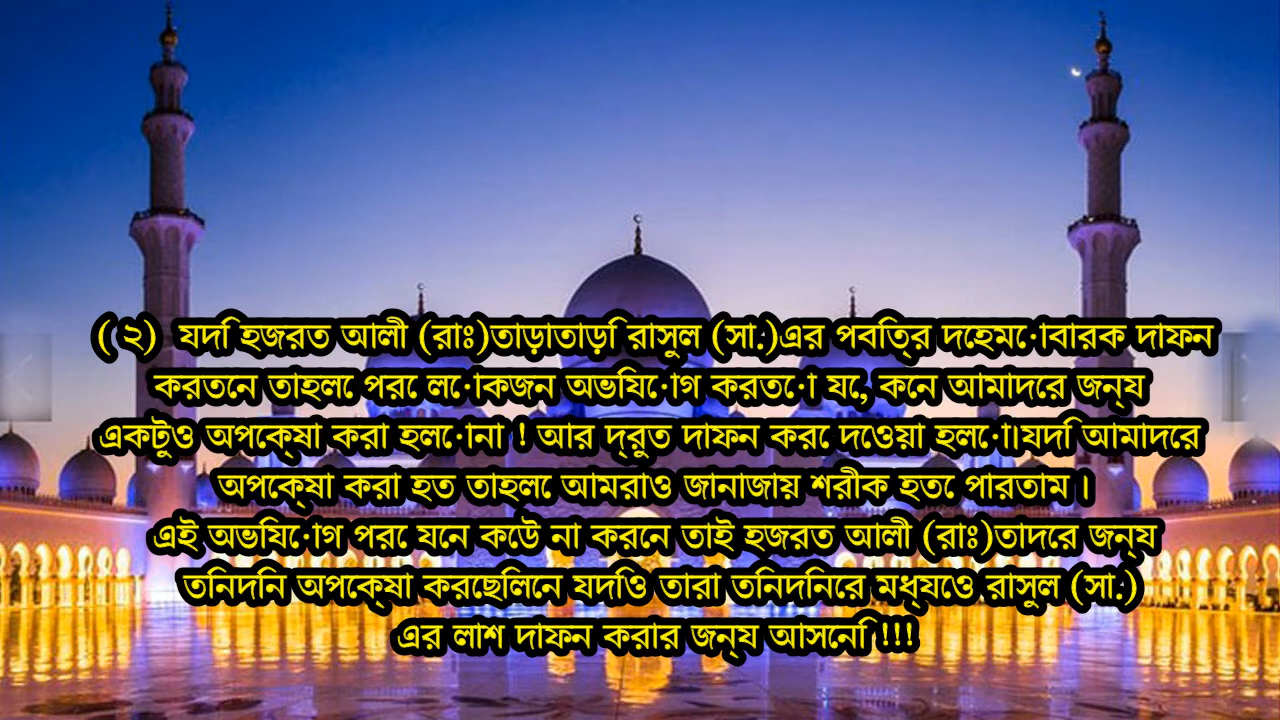 ( ২) যদি হজরত আলী (রাঃ)তাড়াতাড়ি রাসুল (সা.)এর পবিত্র দেহমোবারক দাফন
করতেন তাহলে পরে লোকজন অভিযোগ করতো যে, কেন আমাদের জন্য
একটুও অপেক্ষা করা হলোনা ! আর দ্রুত দাফন করে দেওয়া হলো।যদি আমাদের
অপেক্ষা করা হত তাহলে আমরাও জানাজায় শরীক হতে পারতাম ।
এই অভিযোগ পরে যেনে কেউ না করেন তাই হজরত আলী (রাঃ)তাদের জন্য
তিনদিন অপেক্ষা করেছিলেন যদিও তারা তিনদিনের মধ্যেও রাসুল (সা.)
এর লাশ দাফন করার জন্য আসেনি !!!